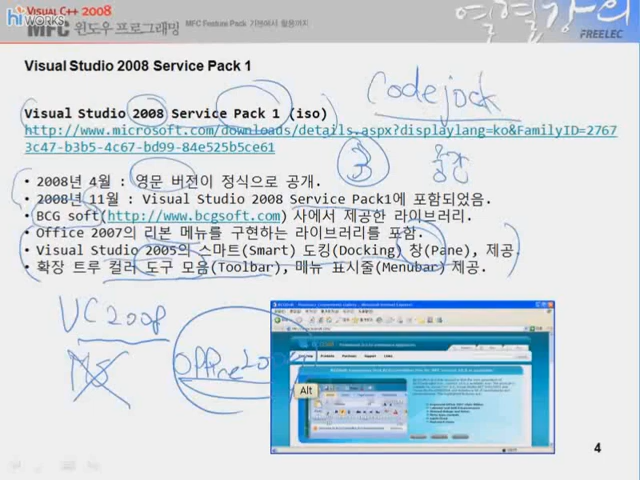 hiworks
VISUAL C++ 2008
MFC 윈도우 프로그래밍 MFC Feature Pack 기본에서 활용까지
열혈강의
FREELEC
Visual Studio 2008 Service Pack 1
Codejock
Visual Studio 2008 Service Pack 1 (iso)
http://www.microsoft.com/downloads/details.aspx?displaylang=ko&FamilyID=2767
3c47-b3b5-4c67-bd99-84e525b5ce61
3
• 2008년 4월 : 영문 버전이 정식으로 공개.
• 2008년 11월 : Visual Studio 2008 Service Pack1에 포함되었음.
• BCG soft(http://www.bcgsoft.com) 사에서 제공한 라이브러리.
• Office 2007의 리본 메뉴를 구현하는 라이브러리를 포함.
• Visual Studio 2005의 스마트(Smart) 도킹(Docking) 창(Pane), 제공.
• 확장 트루 컬러 도구 모음(Toolbar), 메뉴 표시줄(Menubar) 제공.
VC2008
MS
Alt
4